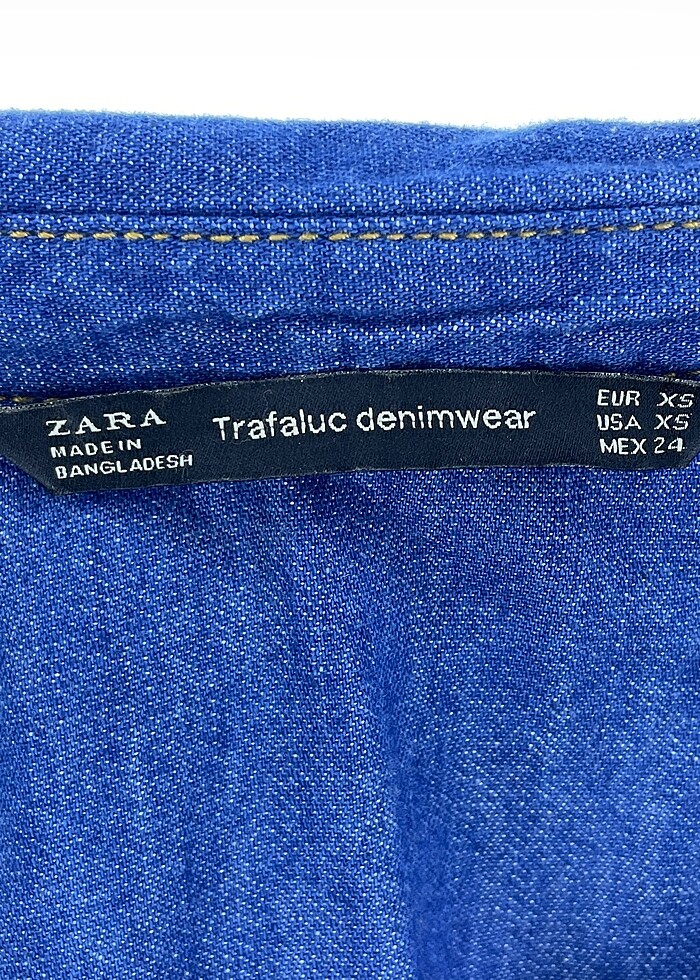 ZARA
MADE IN
BANGLADESH
Trafaluc denimwear
EUR XS
USA XS
MEX 24